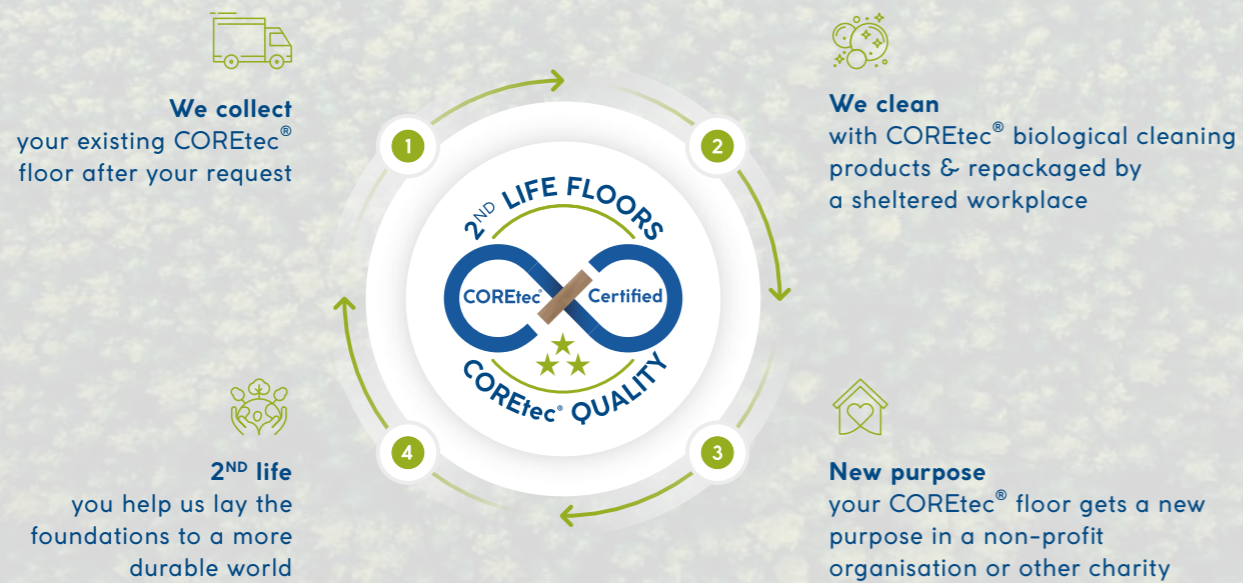 We collect
your existing COREtec®
floor after your request
1
2
We clean
with COREtec® biological cleaning
products & repackaged by
a sheltered workplace
2ND LIFE FLOORS
COREtec® Certified
COREtec® QUALITY
4
2ND life
you help us lay the
foundations to a more
durable world
3
New purpose
your COREtec® floor gets a new
purpose in a non-profit
organisation or other charity